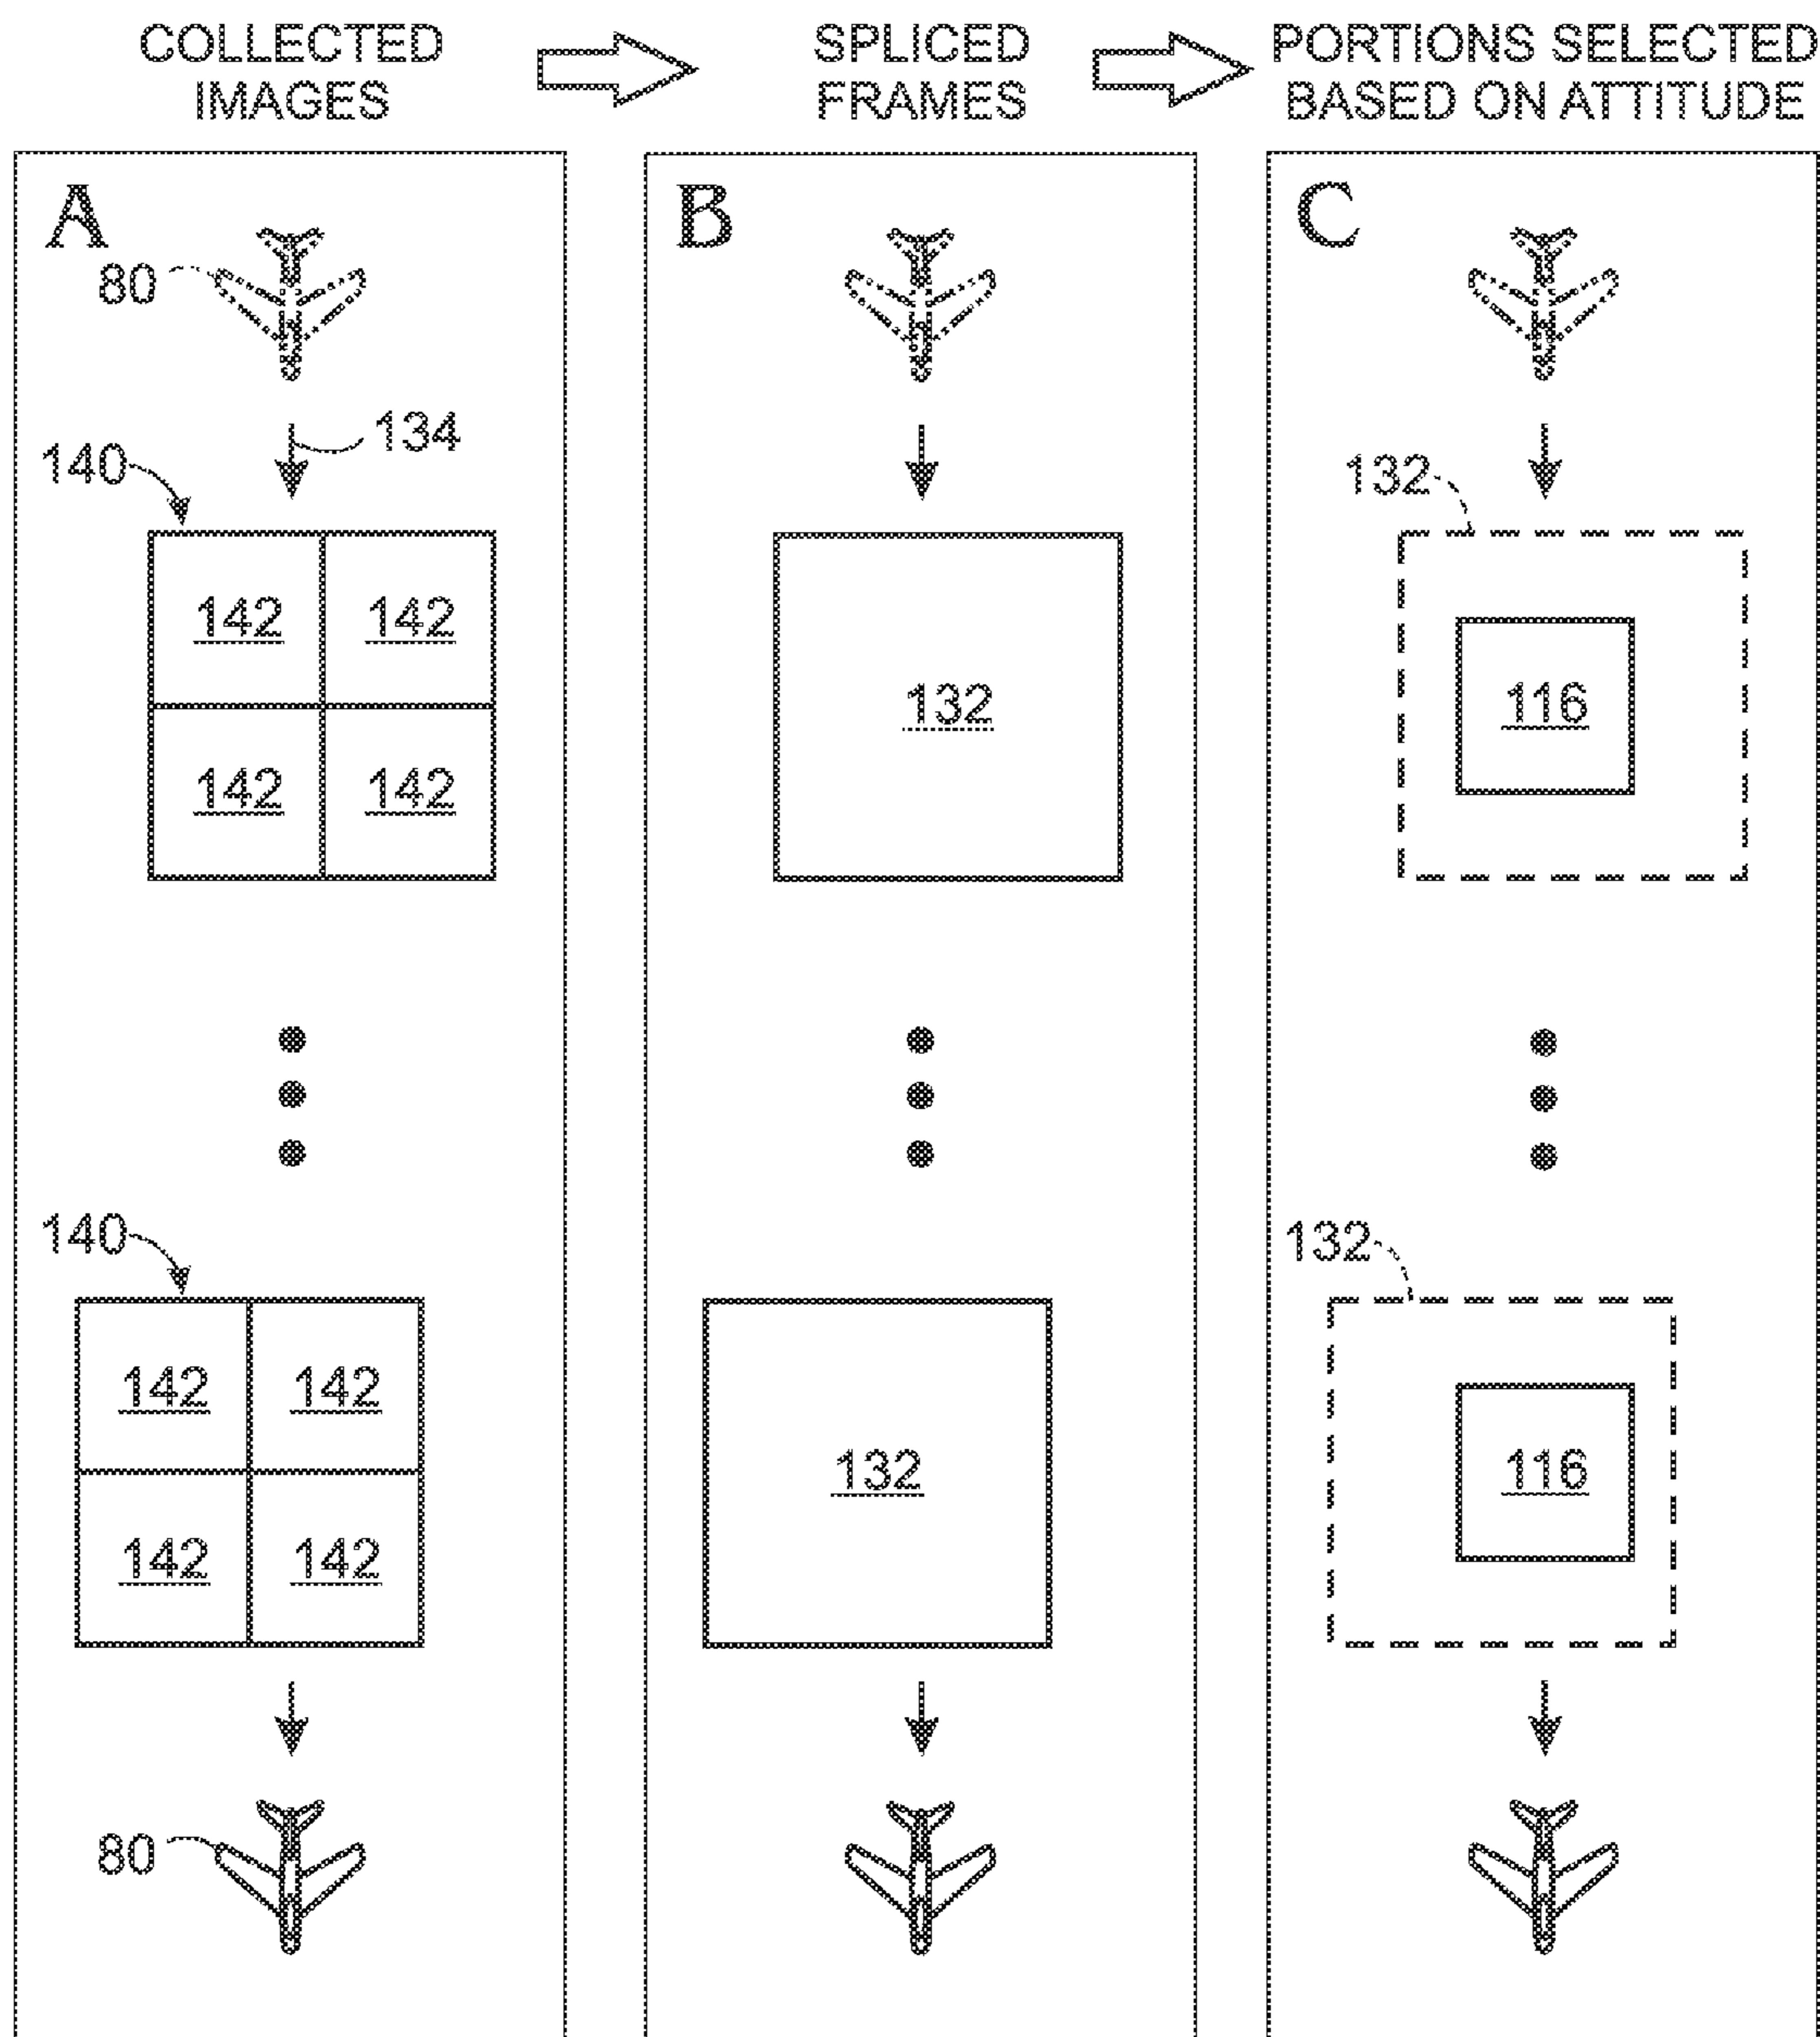 COLLECTED
IMAGES
SPLICED
FRAMES
PORTIONS SELECTED
BASED ON ATTITUDE
A
80
134
140
142 142
142 142
140
142 142
142 142
80
B
132
132
C
132
116
132
116